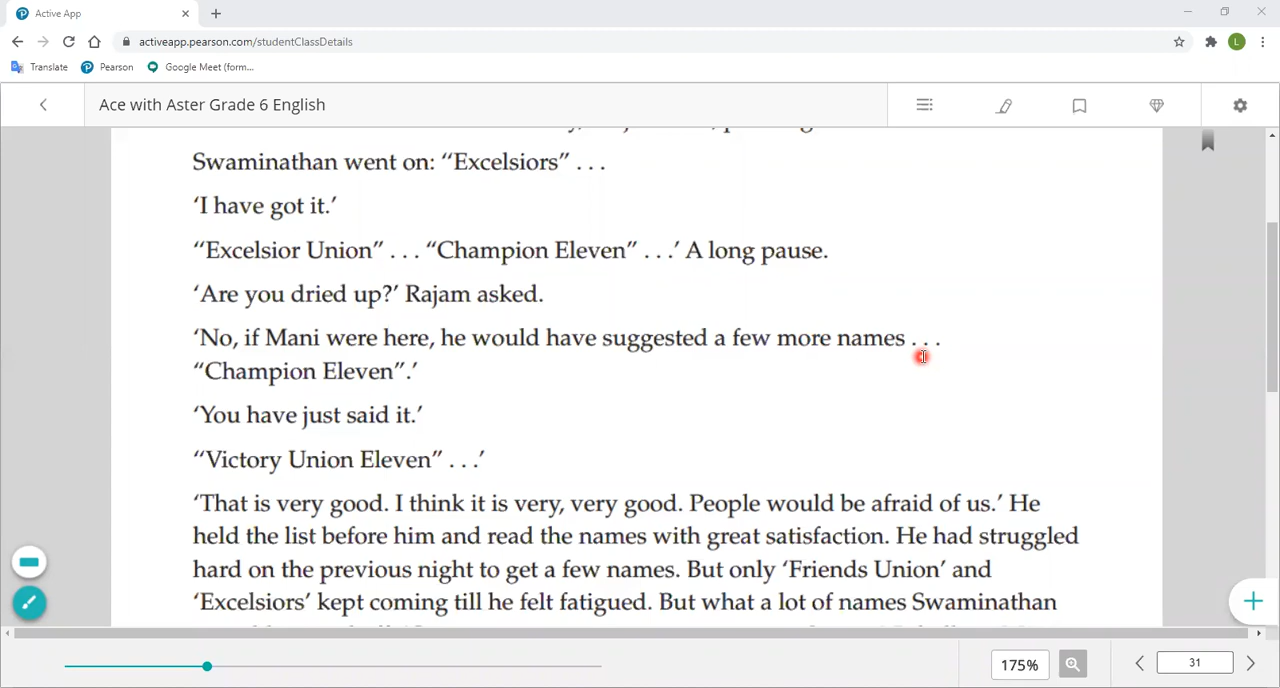 Active App
activeapp.pearson.com/studentClassDetails
L
Translate Pearson Google Meet (form...
Ace with Aster Grade 6 English
Swaminathan went on: “Excelsiors” . . .
‘I have got it.’
“Excelsior Union” . . . “Champion Eleven” . . .’ A long pause.
‘Are you dried up?’ Rajam asked.
‘No, if Mani were here, he would have suggested a few more names . . .
“Champion Eleven”.’
‘You have just said it.’
“Victory Union Eleven” . . .’
‘That is very good. I think it is very, very good. People would be afraid of us.’ He
held the list before him and read the names with great satisfaction. He had struggled
hard on the previous night to get a few names. But only ‘Friends Union’ and
‘Excelsiors’ kept coming till he felt fatigued. But what a lot of names Swaminathan
175%
31